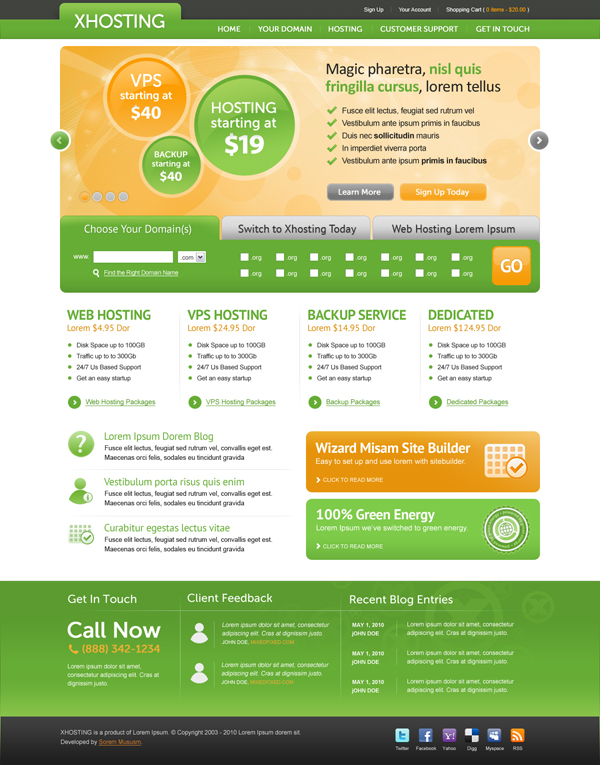 Sign Up
Your Account
Shopping Cart ( 0 items - $20.00 )
XHOSTING
HOME
YOUR DOMAIN
HOSTING
CUSTOMER SUPPORT
GET IN TOUCH
VPS
starting at
$40
HOSTING
starting at
$19
BACKUP
starting at
$40
Magic pharetra, nisl quis
fringilla cursus, lorem tellus
Fusce elit lectus, feugiat sed rutrum vel
Vestibulum ante ipsum primis in faucibus
Duis nec sollicitudin mauris
In imperdiet viverra porta
Vestibulum ante ipsum primis in faucibus
Learn More
Sign Up Today
Choose Your Domain(s)
Switch to Xhosting Today
Web Hosting Lorem Ipsum
www.
.com
.org .org .org .org .org .org .org
.org .org .org .org .org .org .org
Find the Right Domain Name
GO
WEB HOSTING
Lorem $4.95 Dor
Disk Space up to 100GB
Traffic up to to 300Gb
24/7 Us Based Support
Get an easy startup
Web Hosting Packages
VPS HOSTING
Lorem $24.95 Dor
Disk Space up to 100GB
Traffic up to to 300Gb
24/7 Us Based Support
Get an easy startup
VPS Hosting Packages
BACKUP SERVICE
Lorem $14.95 Dor
Disk Space up to 100GB
Traffic up to to 300Gb
24/7 Us Based Support
Get an easy startup
Backup Packages
DEDICATED
Lorem $124.95 Dor
Disk Space up to 100GB
Traffic up to to 300Gb
24/7 Us Based Support
Get an easy startup
Dedicated Packages
Lorem Ipsum Dorem Blog
Fusce elit lectus, feugiat sed rutrum vel, convallis eget est.
Maecenas orci felis, sodales eu tincidunt gravida
Vestibulum porta risus quis enim
Fusce elit lectus, feugiat sed rutrum vel, convallis eget est.
Maecenas orci felis, sodales eu tincidunt gravida
Curabitur egestas lectus vitae
Fusce elit lectus, feugiat sed rutrum vel, convallis eget est.
Maecenas orci felis, sodales eu tincidunt gravida
Wizard Misam Site Builder
Easy to set up and use lorem with sitebuilder.
CLICK TO READ MORE
100% Green Energy
Lorem Ipsum we've switched to green energy.
CLICK TO READ MORE
Get In Touch
Call Now
(888) 342-1234
Lorem ipsum dolor sit amet,
consectetur adipiscing elit. Cras
at dignissim justo.
Client Feedback
Lorem ipsum dolor sit amet, consectetur
adipiscing elit. Cras at dignissim justo.
JOHN DOE, MIXEDFIXED.COM
Lorem ipsum dolor sit amet, consectetur
adipiscing elit. Cras at dignissim justo.
JOHN DOE, MIXEDFIXED.COM
Recent Blog Entries
MAY 1, 2010
JOHN DOE
Lorem ipsum dolor sit amet, consectetur
adipiscing elit. Cras at dignissim justo.
MAY 1, 2010
JOHN DOE
Lorem ipsum dolor sit amet, consectetur
adipiscing elit. Cras at dignissim justo.
MAY 1, 2010
JOHN DOE
Lorem ipsum dolor sit amet, consectetur
adipiscing elit. Cras at dignissim justo.
XHOSTING is a product of Lorem Ipsum. © Copyright 2003 - 2010 Lorem Ipsum dorem sit.
Developed by Sorem Mususm.
Twitter
Facebook
Yahoo
Digg
Myspace
RSS